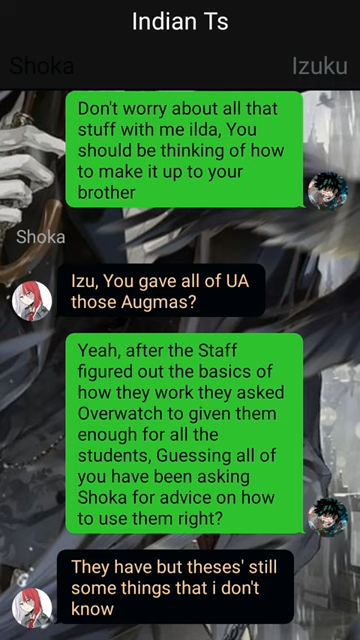 Indian Ts
Shoka
Izuku
Don't worry about all that
stuff with me ilda, You
should be thinking of how
to make it up to your
brother
Shoka
Izu, You gave all of UA
those Augmas?
Yeah, after the Staff
figured out the basics of
how they work they asked
Overwatch to given them
enough for all the
students, Guessing all of
you have been asking
Shoka for advice on how
to use them right?
They have but theses' still
some things that i don't
know